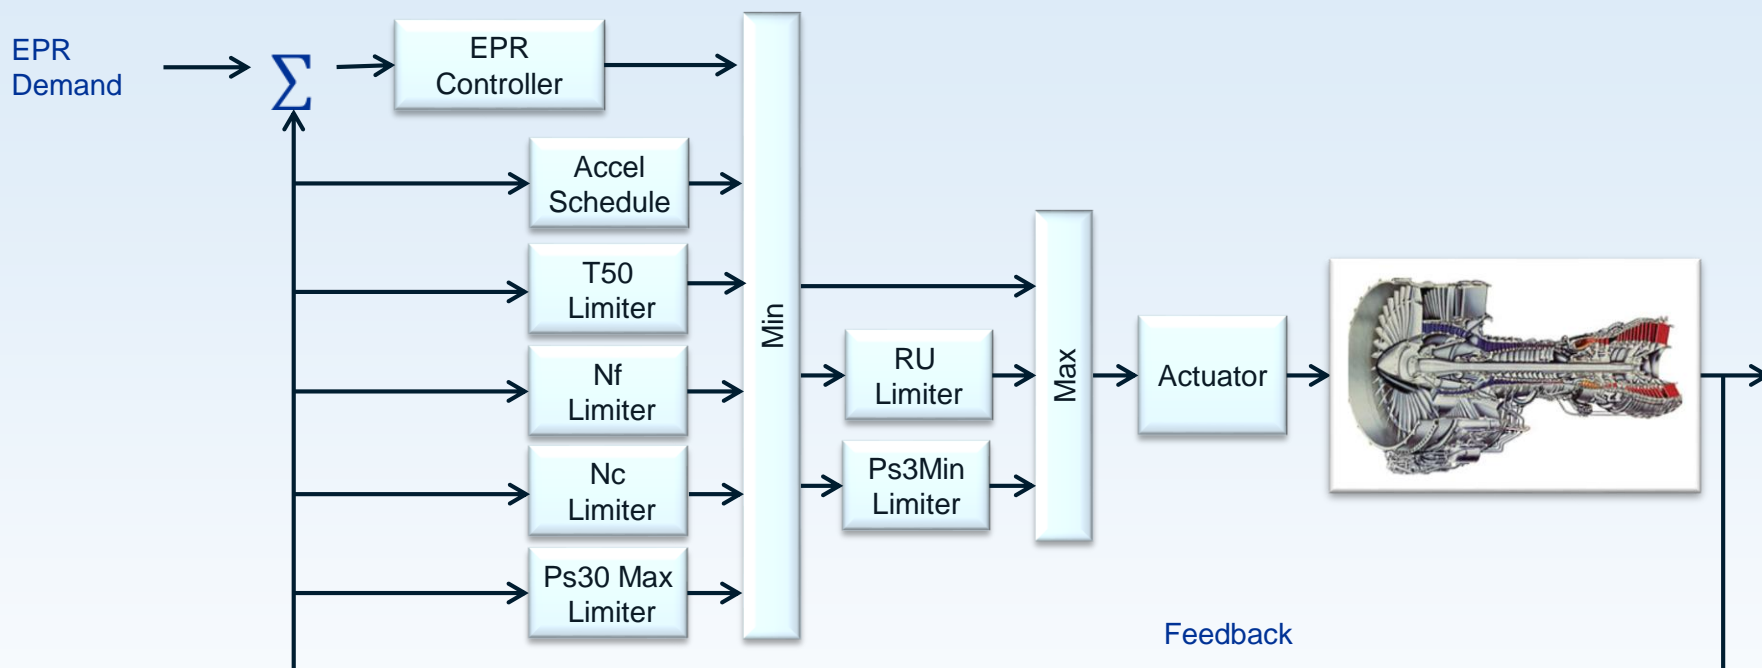 EPR
Demand
∑
EPR
Controller
Accel
Schedule
T50
Limiter
Nf
Limiter
Nc
Limiter
Ps30 Max
Limiter
Min
RU
Limiter
Ps3Min
Limiter
Max
Actuator
Feedback